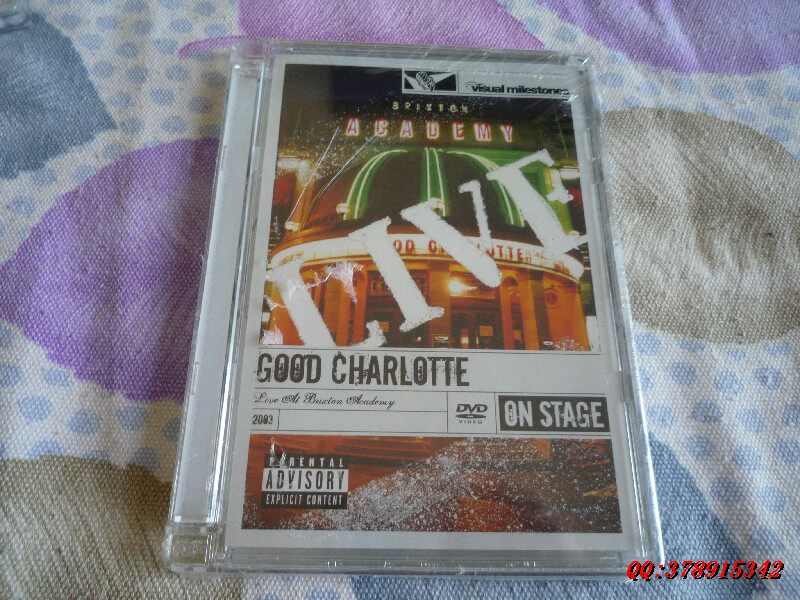 visual milestones
BRIXTON
ACADEMY
LIVE
OOD CHARLOTTE
GOOD CHARLOTTE
Live At Brixton Academy
2003
DVD
VIDEO
ON STAGE
PARENTAL
ADVISORY
EXPLICIT CONTENT
QQ:378915342